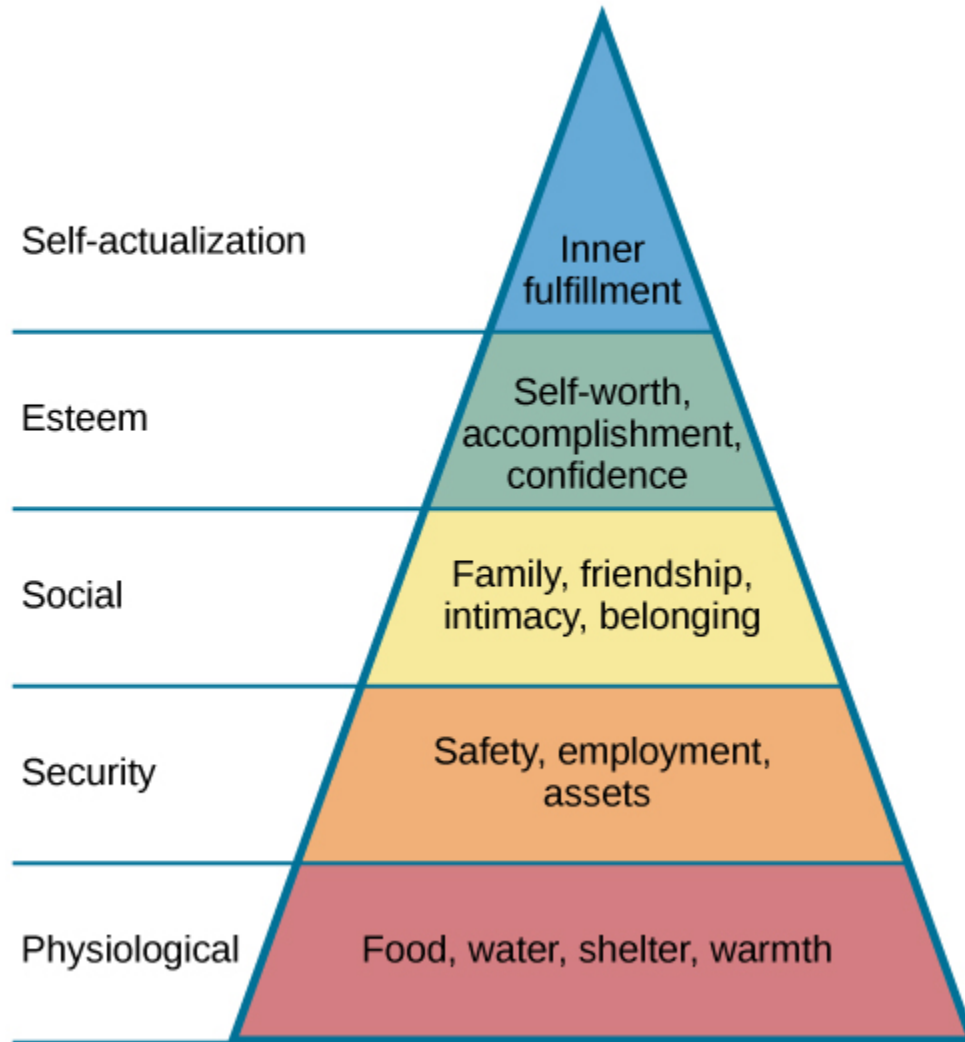 Self-actualization
Inner
fulfillment
Esteem
Self-worth,
accomplishment,
confidence
Social
Family, friendship,
intimacy, belonging
Security
Safety, employment,
assets
Physiological
Food, water, shelter, warmth